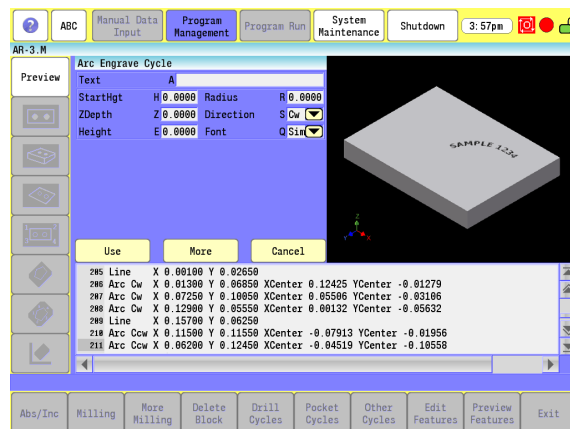 ?
ABC
Manual Data Input
Program Management
Program Run
System Maintenance
Shutdown
3:57pm
AR-3.M
Preview
Arc Engrave Cycle
Text A
StartHgt H 0.0000 Radius R 0.0000
ZDepth Z 0.0000 Direction S Cw
Height E 0.0000 Font Q Sim
SAMPLE 1234
Z
Y X
Use More Cancel
205 Line X 0.00100 Y 0.02650
206 Arc Cw X 0.01300 Y 0.06850 XCenter 0.12425 YCenter -0.01279
207 Arc Cw X 0.07250 Y 0.10050 XCenter 0.05506 YCenter -0.03106
208 Arc Cw X 0.12900 Y 0.05550 XCenter 0.00132 YCenter -0.05632
209 Line X 0.15700 Y 0.06250
210 Arc Ccw X 0.11500 Y 0.11550 XCenter -0.07913 YCenter -0.01956
211 Arc Ccw X 0.06200 Y 0.12450 XCenter -0.04519 YCenter -0.10558
Abs/Inc
Milling
More Milling
Delete Block
Drill Cycles
Pocket Cycles
Other Cycles
Edit Features
Preview Features
Exit